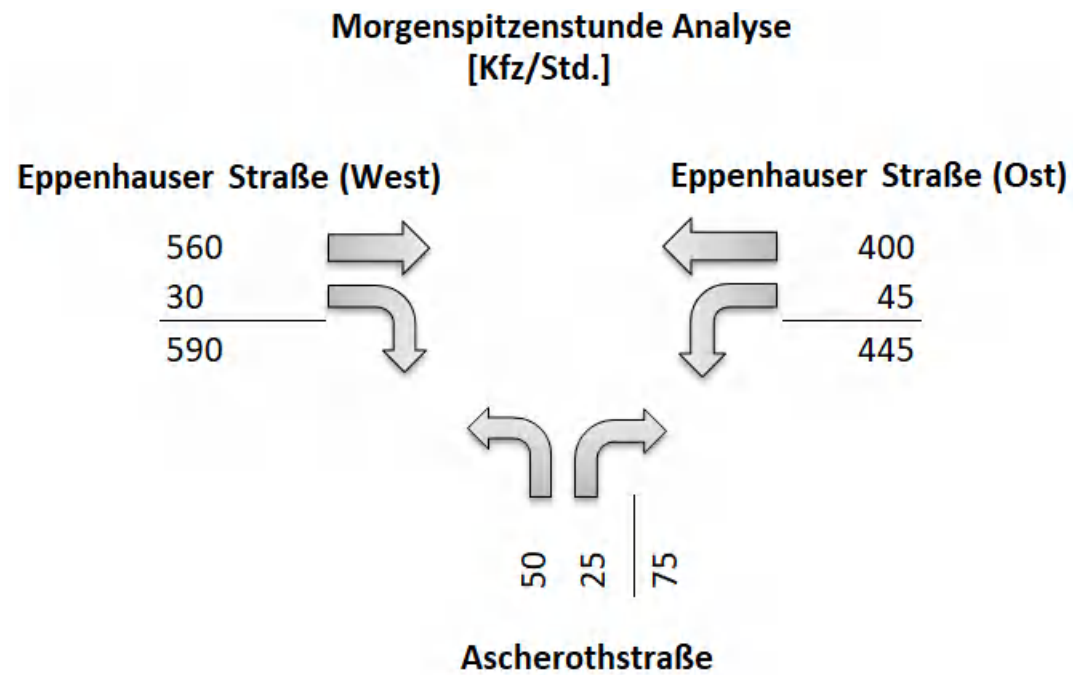 Morgenspitzenstunde Analyse
[Kfz/Std.]
Eppenhauser Straße (West)
Eppenhauser Straße (Ost)
560
400
30
45
590
445
50
25
75
Ascherothstraße